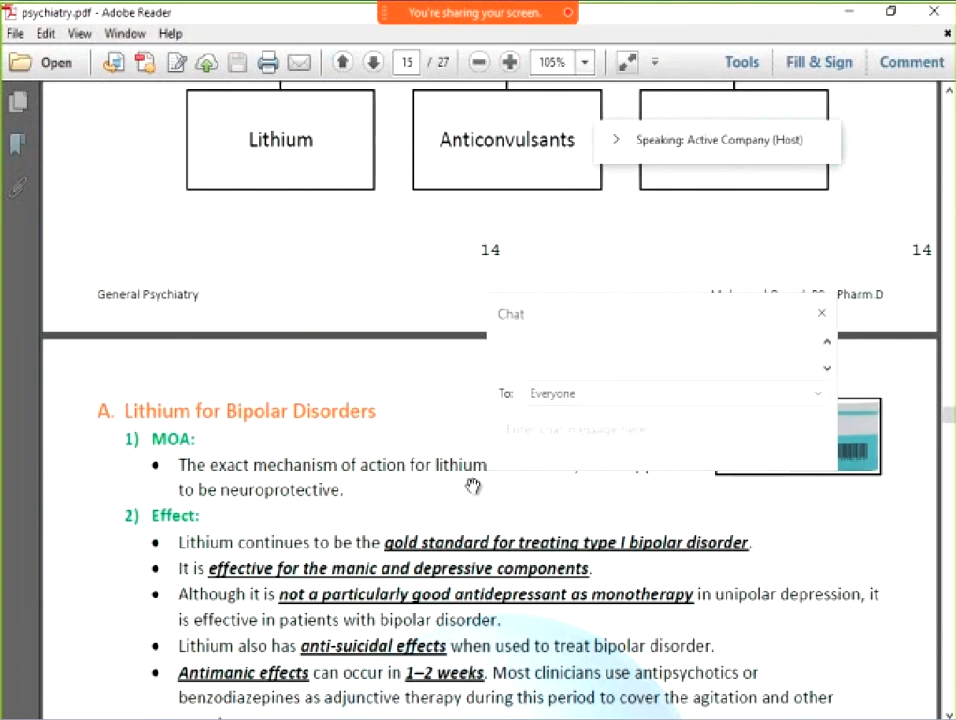 psychiatry.pdf - Adobe Reader
You're sharing your screen.
File Edit View Window Help
Open 15 / 27 105% Tools Fill & Sign Comment
Lithium Anticonvulsants
Speaking: Active Company (Host)
14 14
General Psychiatry Pharm.D
Chat
To: Everyone
Enter chat message here
A. Lithium for Bipolar Disorders
1) MOA:
• The exact mechanism of action for lithium
to be neuroprotective.
2) Effect:
• Lithium continues to be the gold standard for treating type I bipolar disorder.
• It is effective for the manic and depressive components.
• Although it is not a particularly good antidepressant as monotherapy in unipolar depression, it
is effective in patients with bipolar disorder.
• Lithium also has anti-suicidal effects when used to treat bipolar disorder.
• Antimanic effects can occur in 1–2 weeks. Most clinicians use antipsychotics or
benzodiazepines as adjunctive therapy during this period to cover the agitation and other